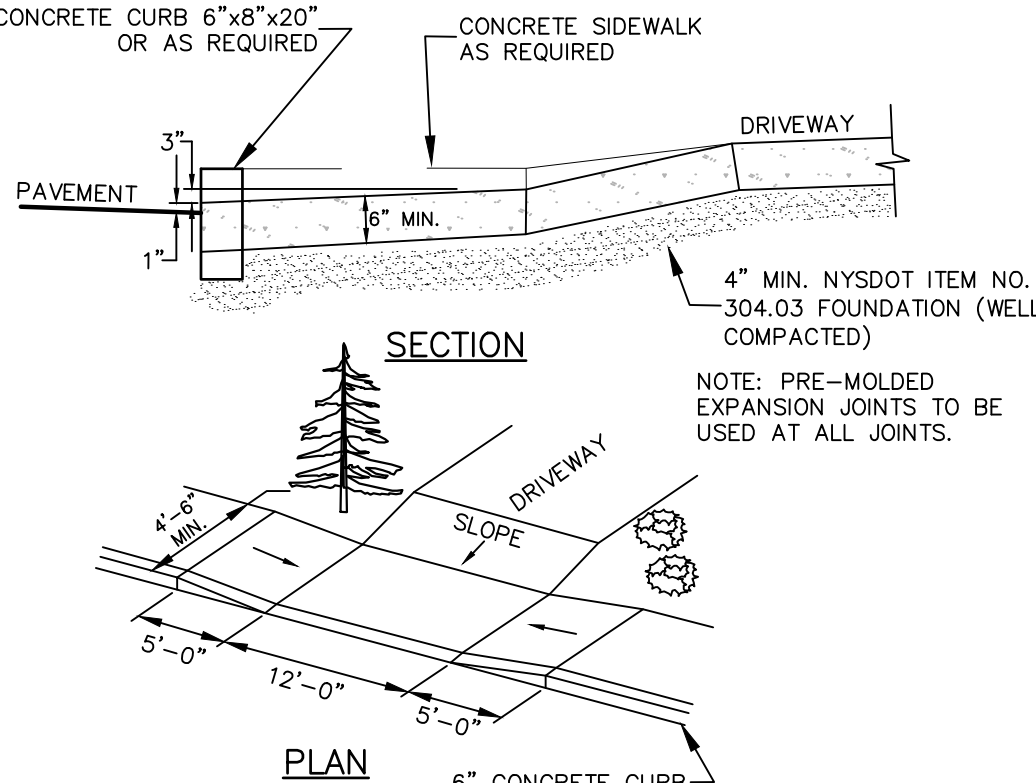 CONCRETE CURB 6"x8"x20"
OR AS REQUIRED
CONCRETE SIDEWALK
AS REQUIRED
3"
DRIVEWAY
PAVEMENT
6" MIN.
1"
4" MIN. NYSDOT ITEM NO.
304.03 FOUNDATION (WELL
COMPACTED)
SECTION
NOTE: PRE-MOLDED
EXPANSION JOINTS TO BE
USED AT ALL JOINTS.
DRIVEWAY
SLOPE
4'-6"
MIN.
5'-0"
12'-0"
5'-0"
PLAN
6" CONCRETE CURB